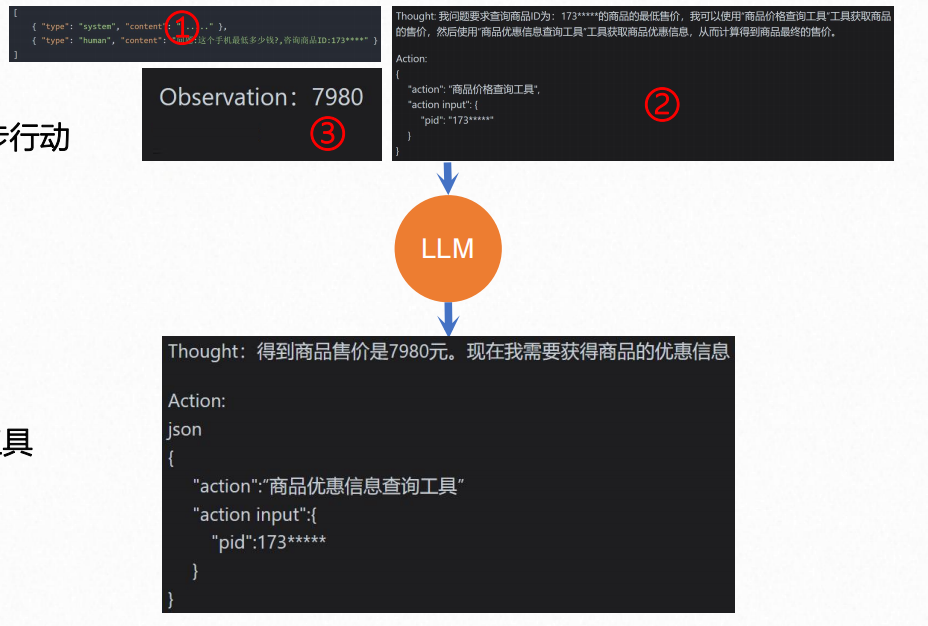 [
{ "type": "system", "content": "......" },
{ "type": "human", "content": "问题:这个手机最低多少钱?,咨询商品ID:173****" }
]
①
Thought: 我问题要求查询商品ID为：173*****的商品的最低售价，我可以使用“商品价格查询工具”工具获取商品
的售价，然后使用“商品优惠信息查询工具”工具获取商品优惠信息，从而计算得到商品最终的售价。
Action:
{
"action": "商品价格查询工具",
"action input": {
"pid": "173*****"
}
}
②
Observation：7980
③
步行动
LLM
Thought：得到商品售价是7980元。现在我需要获得商品的优惠信息
Action:
json
{
"action":"商品优惠信息查询工具"
"action input":{
"pid":173*****
}
}
具